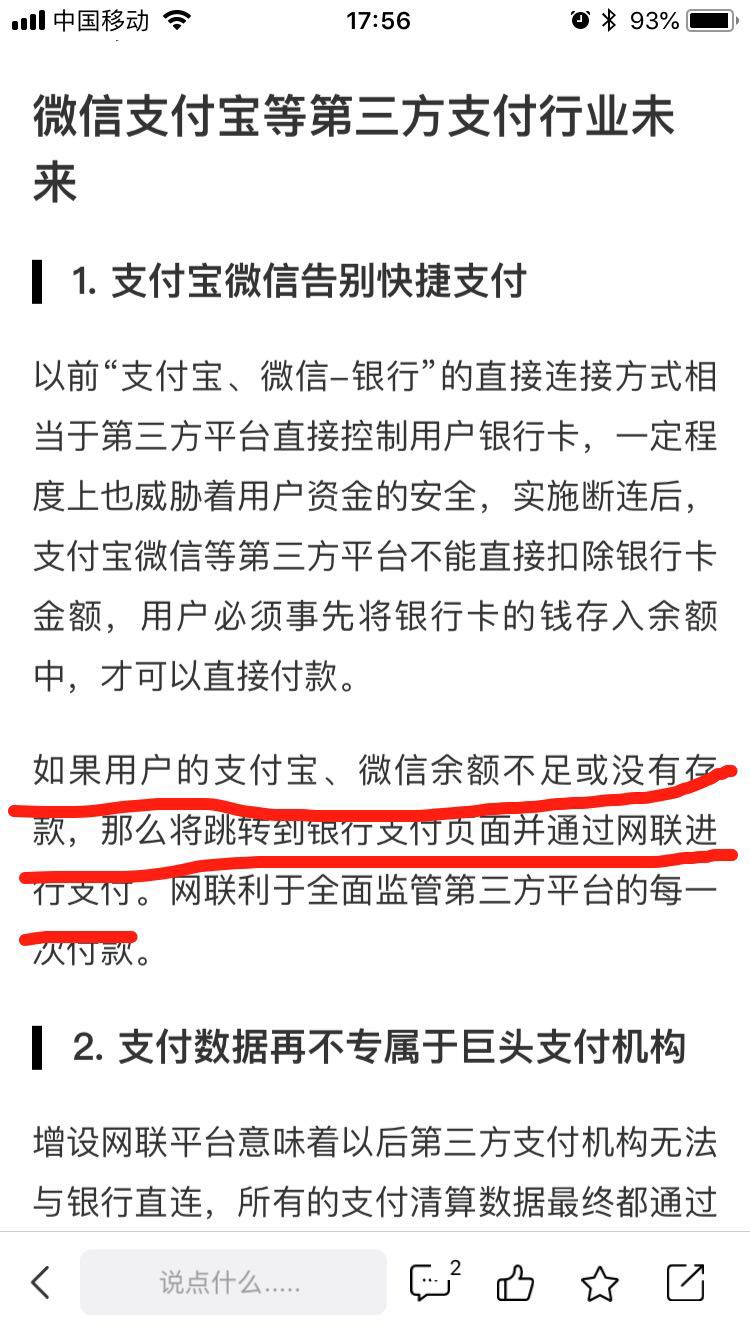 中国移动 17:56 93%
微信支付宝等第三方支付行业未
来
1. 支付宝微信告别快捷支付
以前“支付宝、微信–银行”的直接连接方式相
当于第三方平台直接控制用户银行卡，一定程
度上也威胁着用户资金的安全，实施断连后，
支付宝微信等第三方平台不能直接扣除银行卡
金额，用户必须事先将银行卡的钱存入余额
中，才可以直接付款。
如果用户的支付宝、微信余额不足或没有存
款，那么将跳转到银行支付页面并通过网联进
行支付。网联利于全面监管第三方平台的每一
次付款。
2. 支付数据再不专属于巨头支付机构
增设网联平台意味着以后第三方支付机构无法
与银行直连，所有的支付清算数据最终都通过
说点什么..... 2